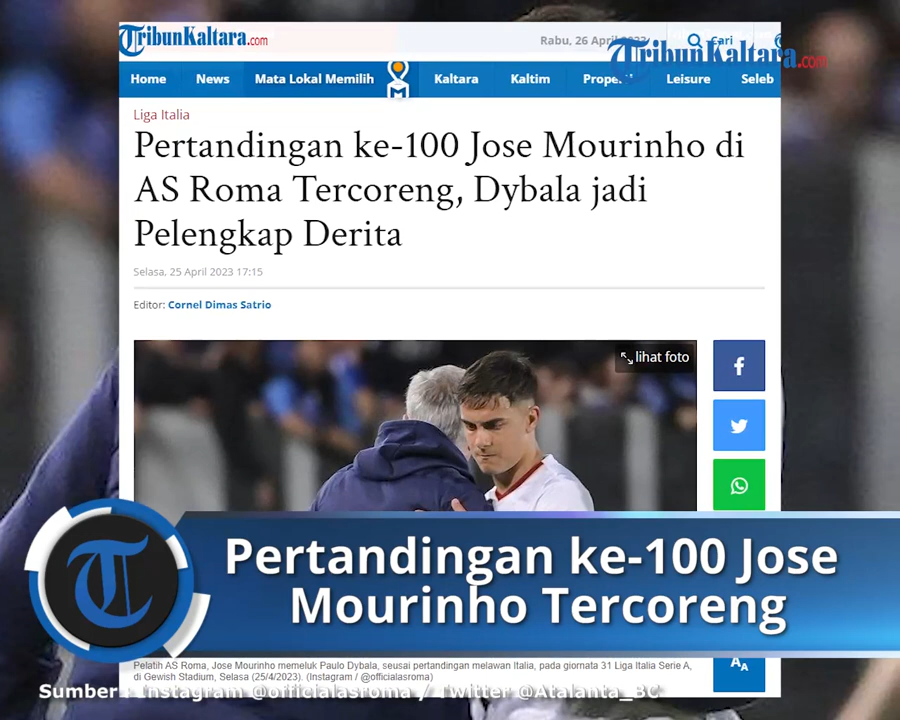 TribunKaltara.com
Rabu, 26 April 2023
Cari
TribunKaltara.com
Home News Mata Lokal Memilih Kaltara Kaltim Leisure Seleb
Liga Italia
Pertandingan ke-100 Jose Mourinho di
AS Roma Tercoreng, Dybala jadi
Pelengkap Derita
Selasa, 25 April 2023 17:15
Editor: Cornel Dimas Satrio
lihat foto
Pertandingan ke-100 Jose
Mourinho Tercoreng
Pelatih AS Roma, Jose Mourinho memeluk Paulo Dybala, seusai pertandingan melawan Italia, pada giornata 31 Liga Italia Serie A,
di Gewish Stadium, Selasa (25/4/2023). (Instagram / @officialasroma)
AA
Sumber : Instagram @officialasroma / Twitter @Atalanta_BC